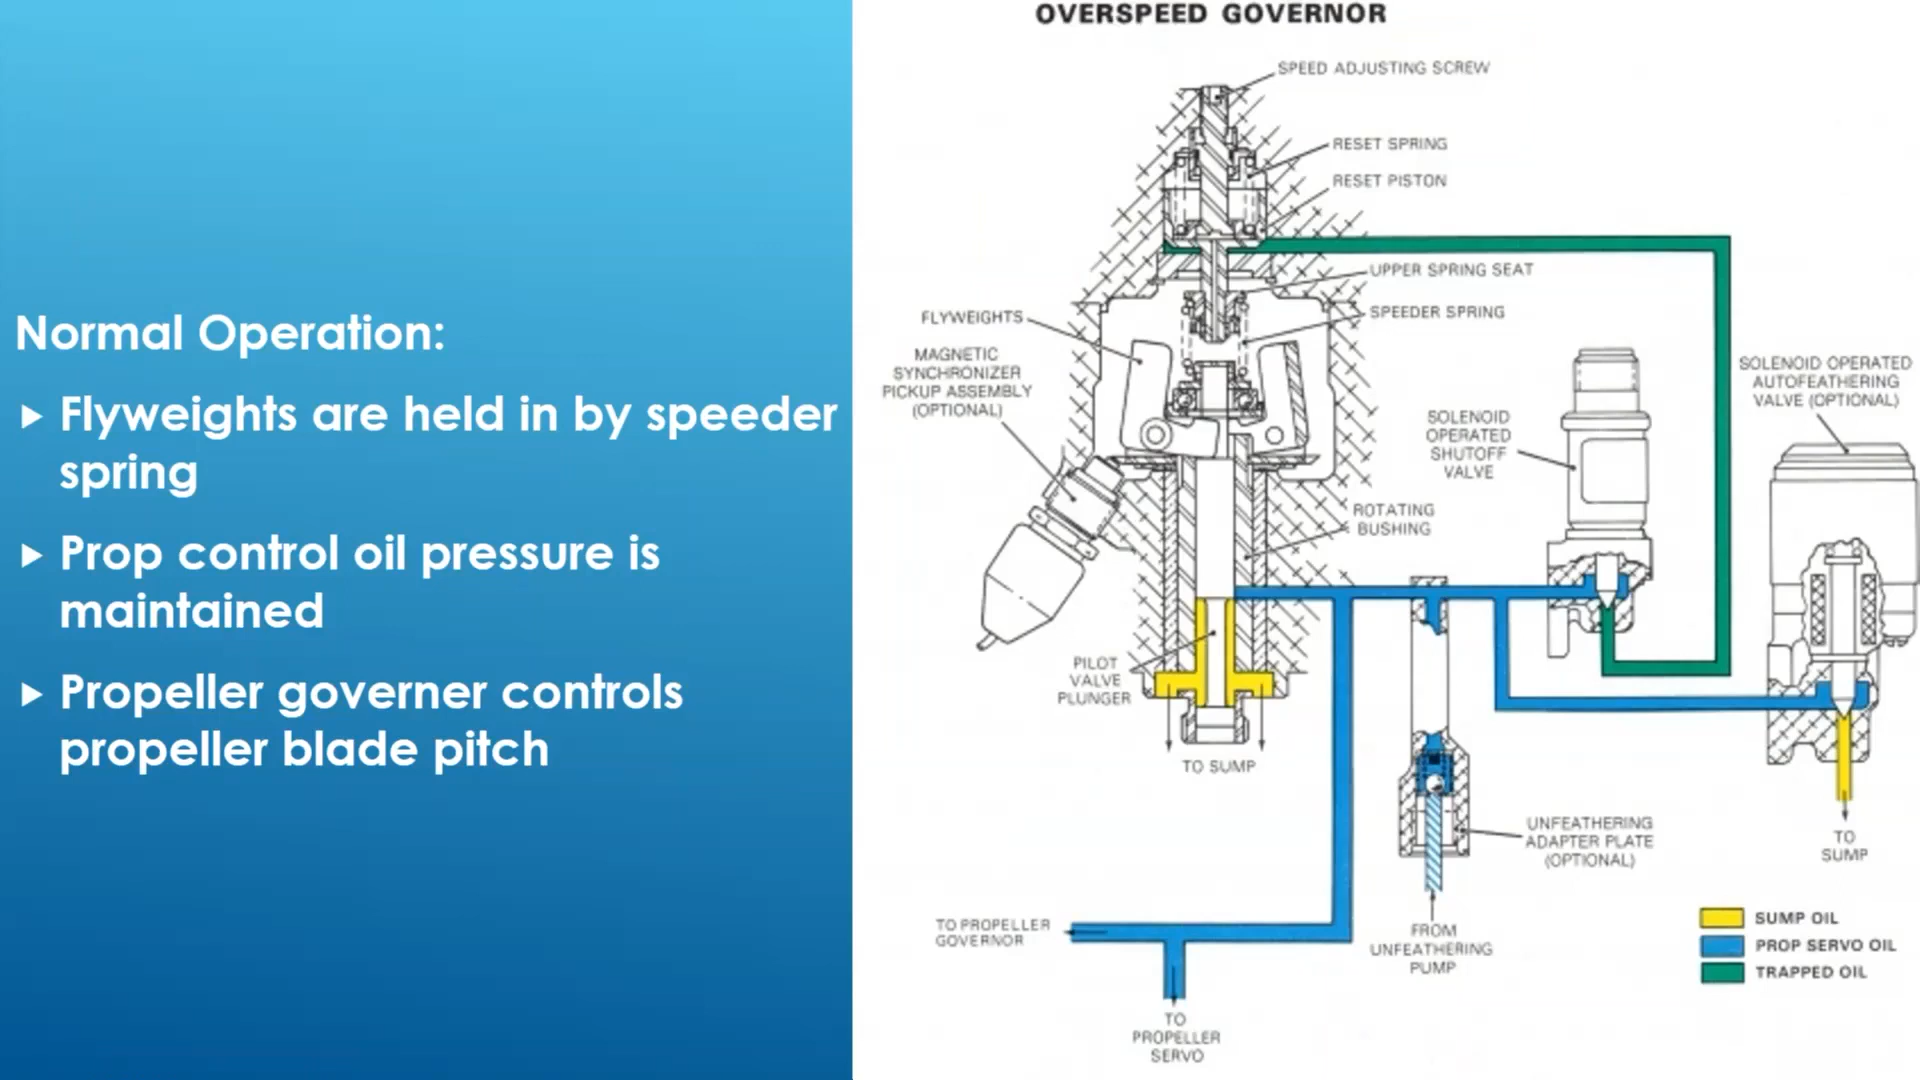 Normal Operation:
Flyweights are held in by speeder
spring
Prop control oil pressure is
maintained
Propeller governer controls
propeller blade pitch
OVERSPEED GOVERNOR
SPEED ADJUSTING SCREW
RESET SPRING
RESET PISTON
UPPER SPRING SEAT
SPEEDER SPRING
FLYWEIGHTS
MAGNETIC
SYNCHRONIZER
PICKUP ASSEMBLY
(OPTIONAL)
SOLENOID OPERATED
AUTOFEATHERING
VALVE (OPTIONAL)
SOLENOID
OPERATED
SHUTOFF
VALVE
ROTATING
BUSHING
PILOT
VALVE
PLUNGER
TO SUMP
UNFEATHERING
ADAPTER PLATE
(OPTIONAL)
TO
SUMP
TO PROPELLER
GOVERNOR
FROM
UNFEATHERING
PUMP
TO
PROPELLER
SERVO
SUMP OIL
PROP SERVO OIL
TRAPPED OIL